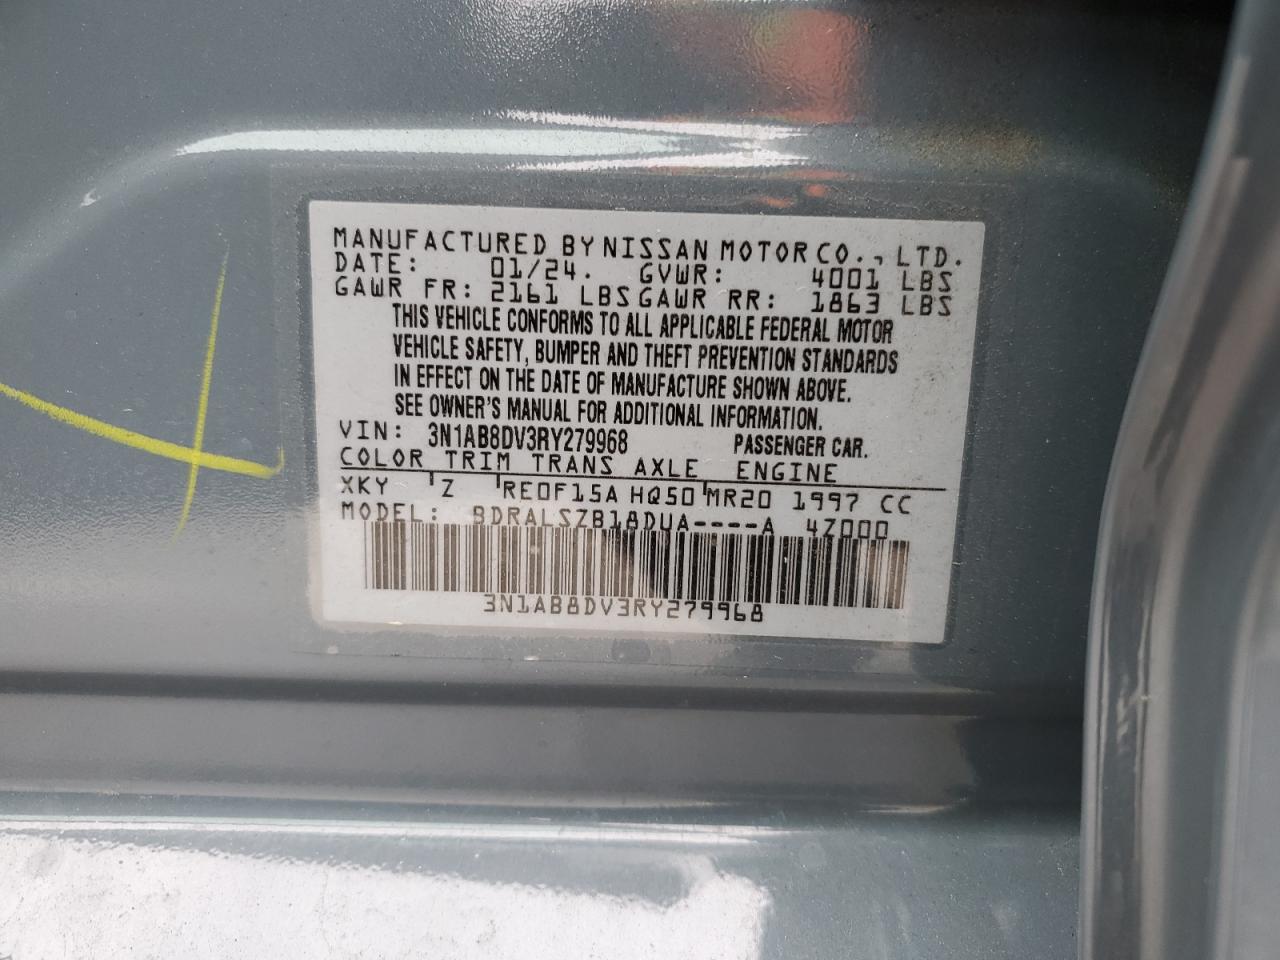 MANUFACTURED BY NISSAN MOTOR CO., LTD.
DATE: 01/24. GVWR: 4001 LBS
GAWR FR: 2161 LBS GAWR RR: 1863 LBS
THIS VEHICLE CONFORMS TO ALL APPLICABLE FEDERAL MOTOR
VEHICLE SAFETY, BUMPER AND THEFT PREVENTION STANDARDS
IN EFFECT ON THE DATE OF MANUFACTURE SHOWN ABOVE.
SEE OWNER'S MANUAL FOR ADDITIONAL INFORMATION.
VIN: 3N1AB8DV3RY279968 PASSENGER CAR.
COLOR TRIM TRANS AXLE ENGINE
XKY Z RE0F15A HQ50 MR20 1997 CC
MODEL: BDRALSZB18DUA----A 4Z000
3N1AB8DV3RY279968